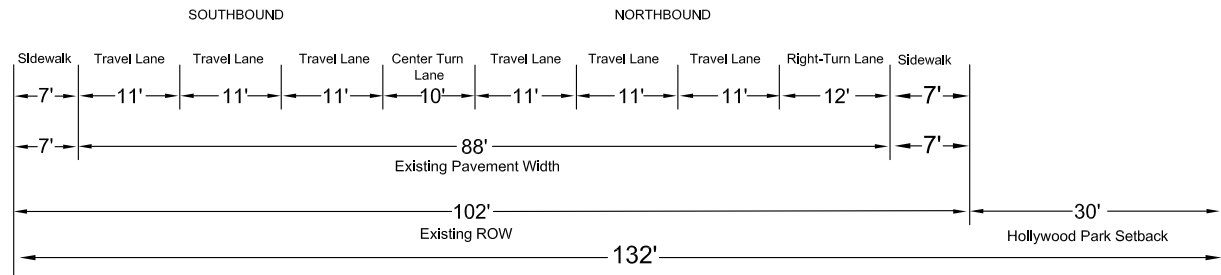 SOUTHBOUND NORTHBOUND
Sidewalk Travel Lane Travel Lane Travel Lane Center Turn Lane Travel Lane Travel Lane Travel Lane Right-Turn Lane Sidewalk
7' 11' 11' 11' 10' 11' 11' 11' 12' 7'
7' 88' 7'
Existing Pavement Width
102' 30'
Existing ROW Hollywood Park Setback
132'